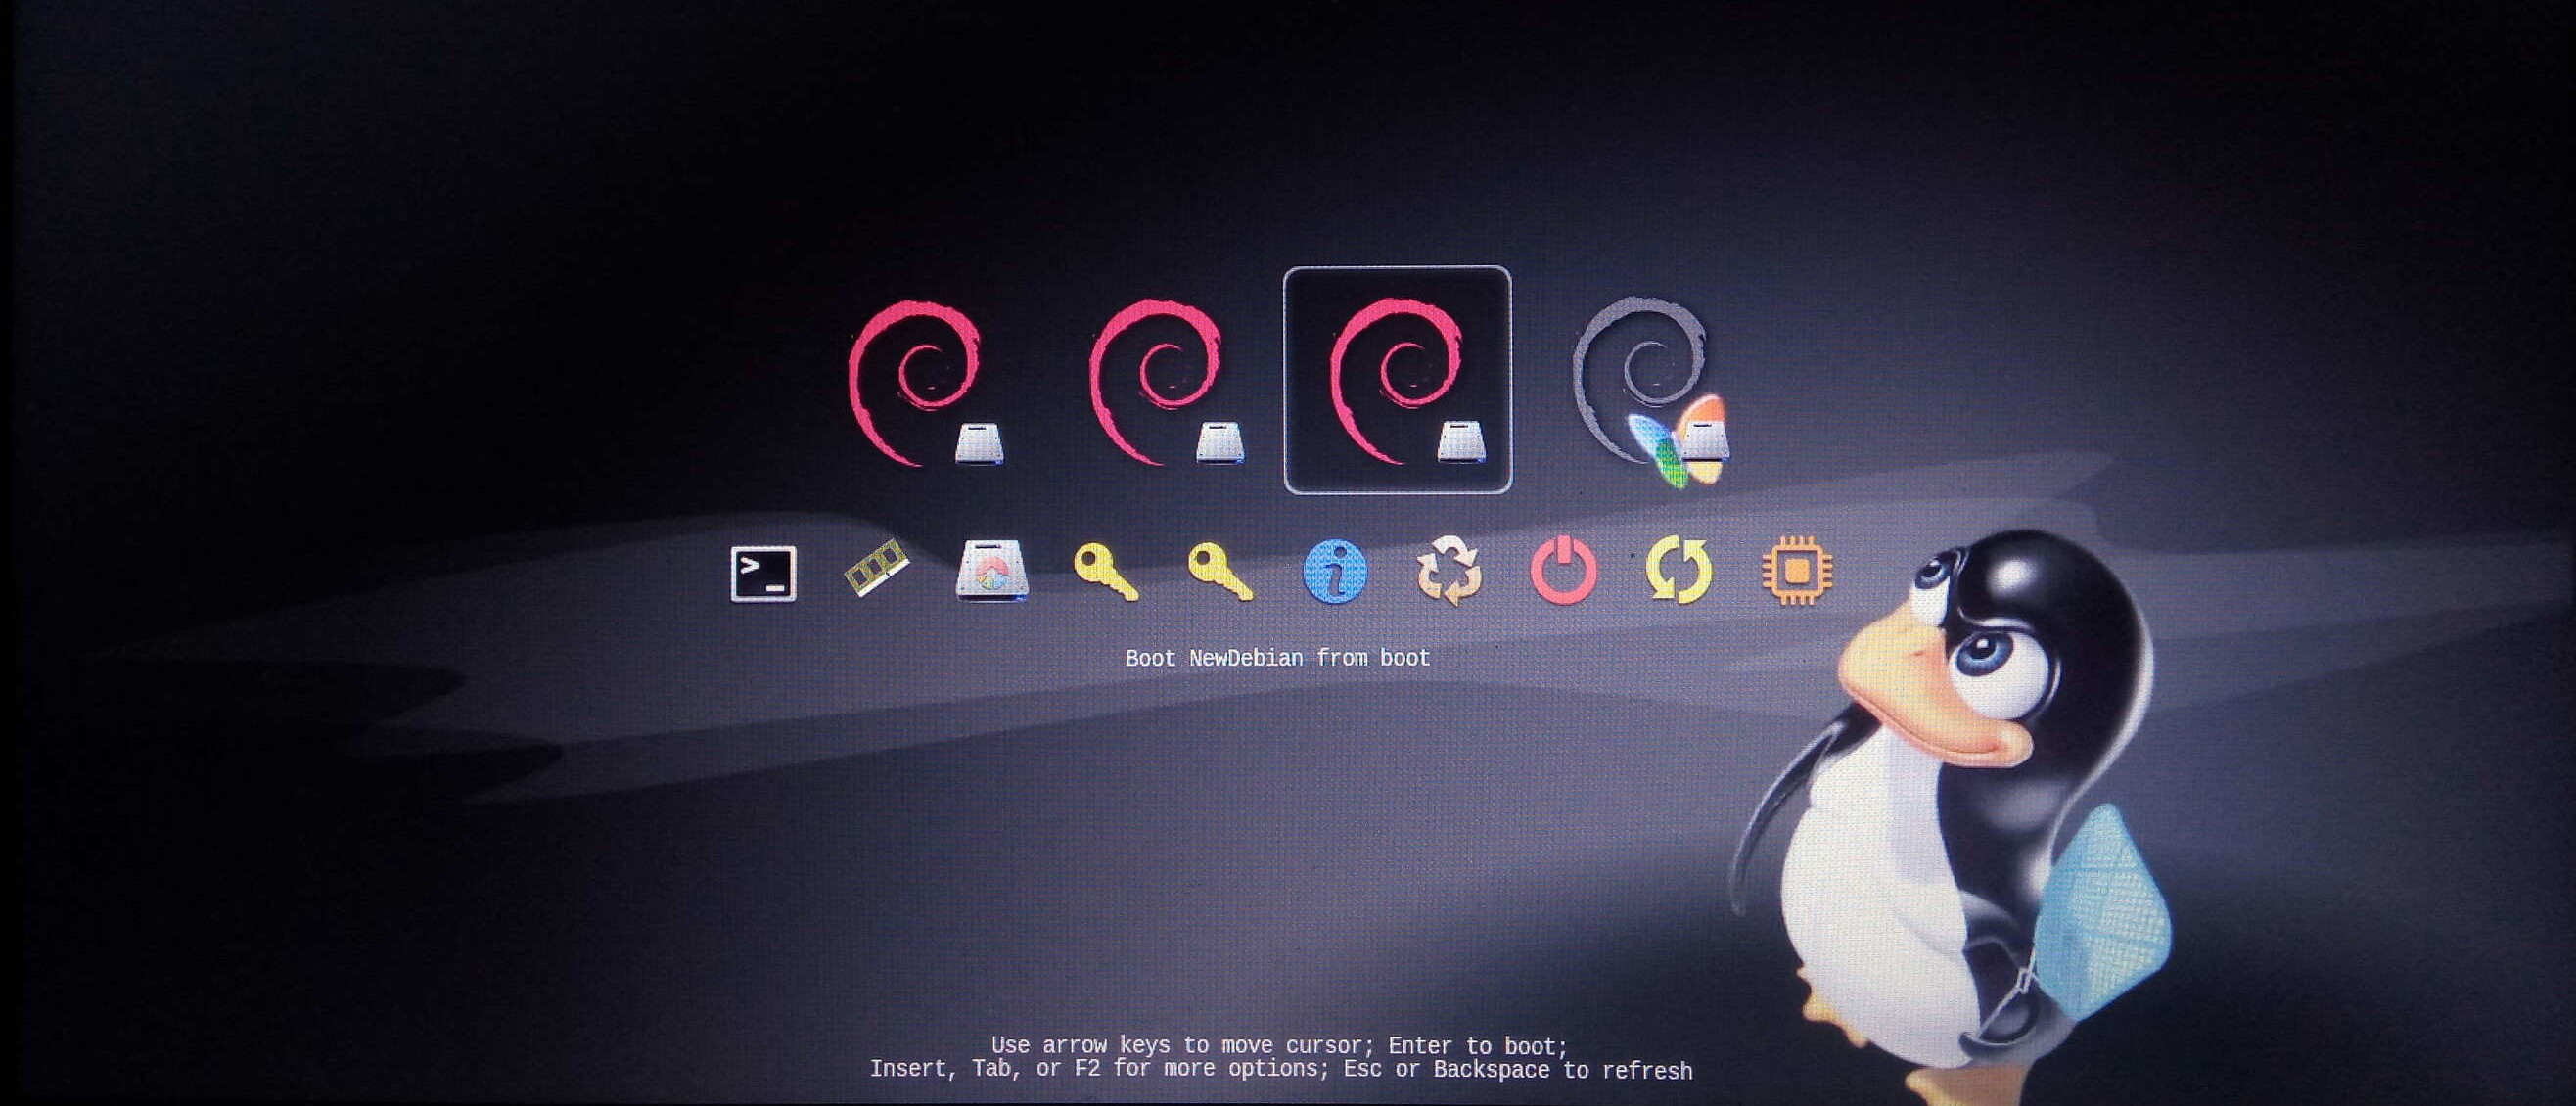 Boot NewDebian from boot
Use arrow keys to move cursor; Enter to boot;
Insert, Tab, or F2 for more options; Esc or Backspace to refresh